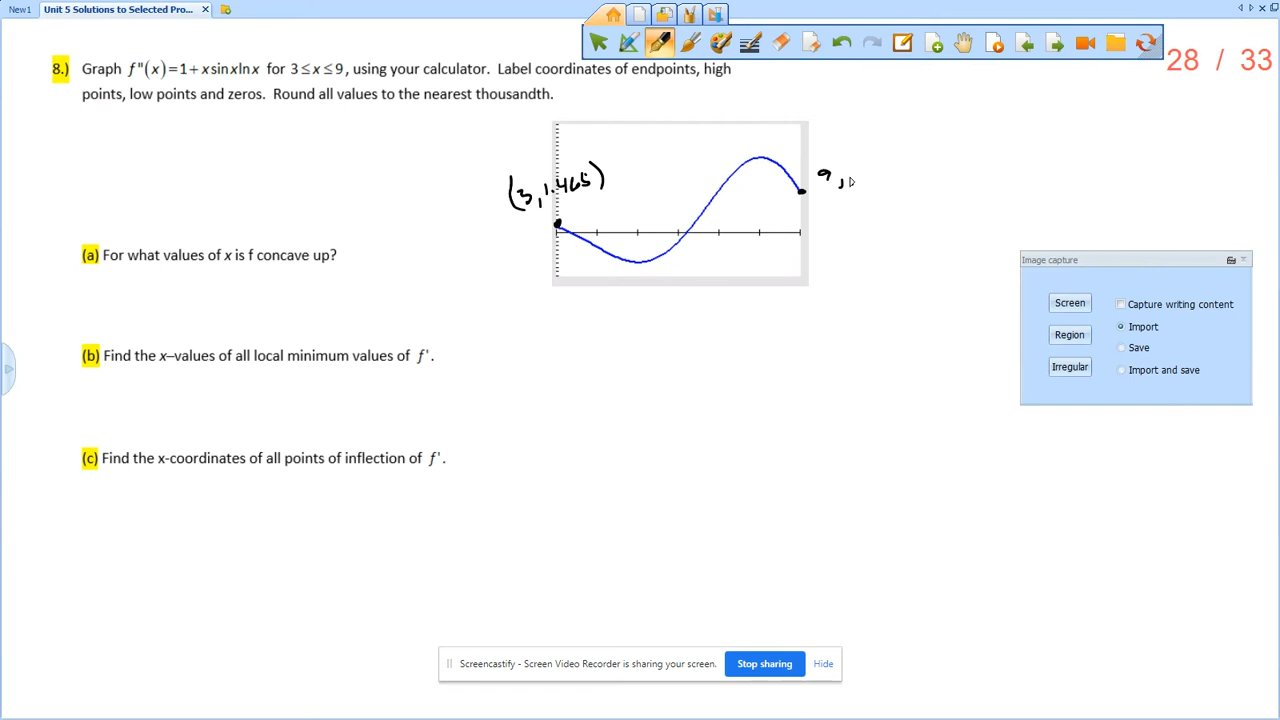 New1
Unit 5 Solutions to Selected Pro...
28 / 33
8.) Graph f"(x)=1+xsinxlnx for 3≤x≤9, using your calculator. Label coordinates of endpoints, high
points, low points and zeros. Round all values to the nearest thousandth.
(3,1.465)
9,
(a) For what values of x is f concave up?
Image capture
Screen
Capture writing content
Import
Region
Save
Irregular
Import and save
(b) Find the x–values of all local minimum values of f'.
(c) Find the x-coordinates of all points of inflection of f'.
Screencastify - Screen Video Recorder is sharing your screen.
Stop sharing
Hide